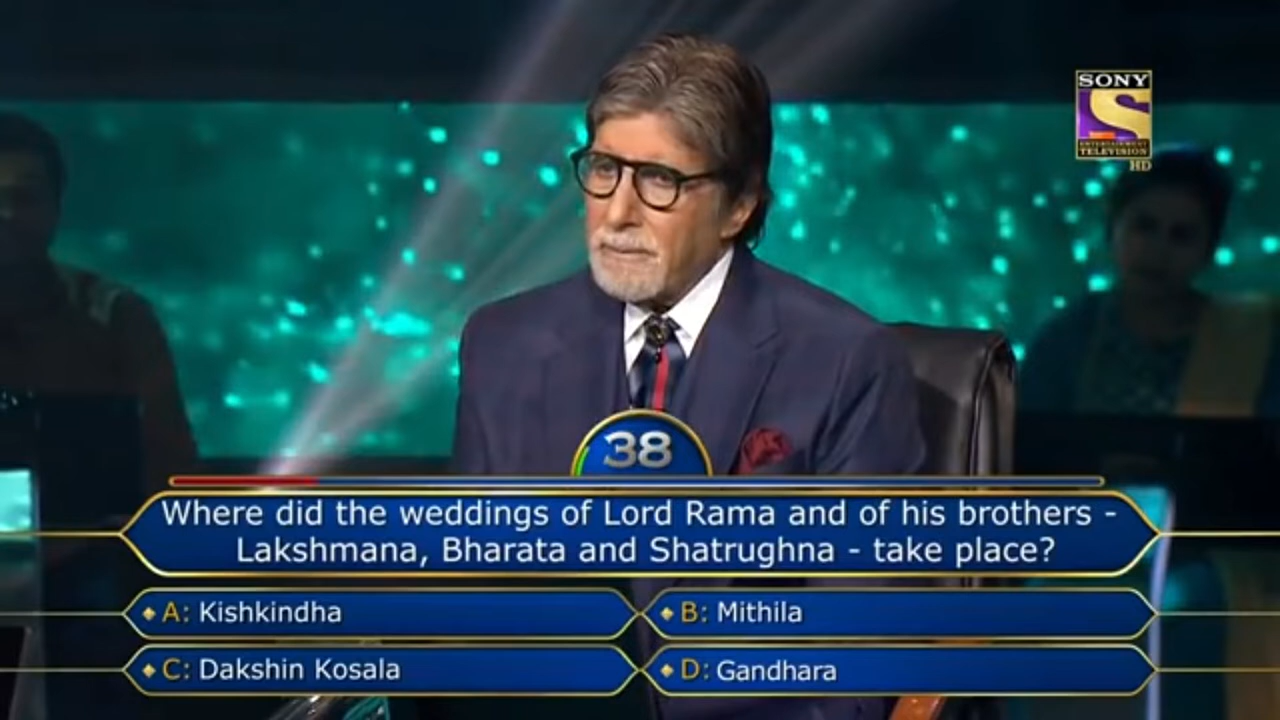 SONY
ENTERTAINMENT
TELEVISION
HD
38
Where did the weddings of Lord Rama and of his brothers -
Lakshmana, Bharata and Shatrughna - take place?
A: Kishkindha
B: Mithila
C: Dakshin Kosala
D: Gandhara